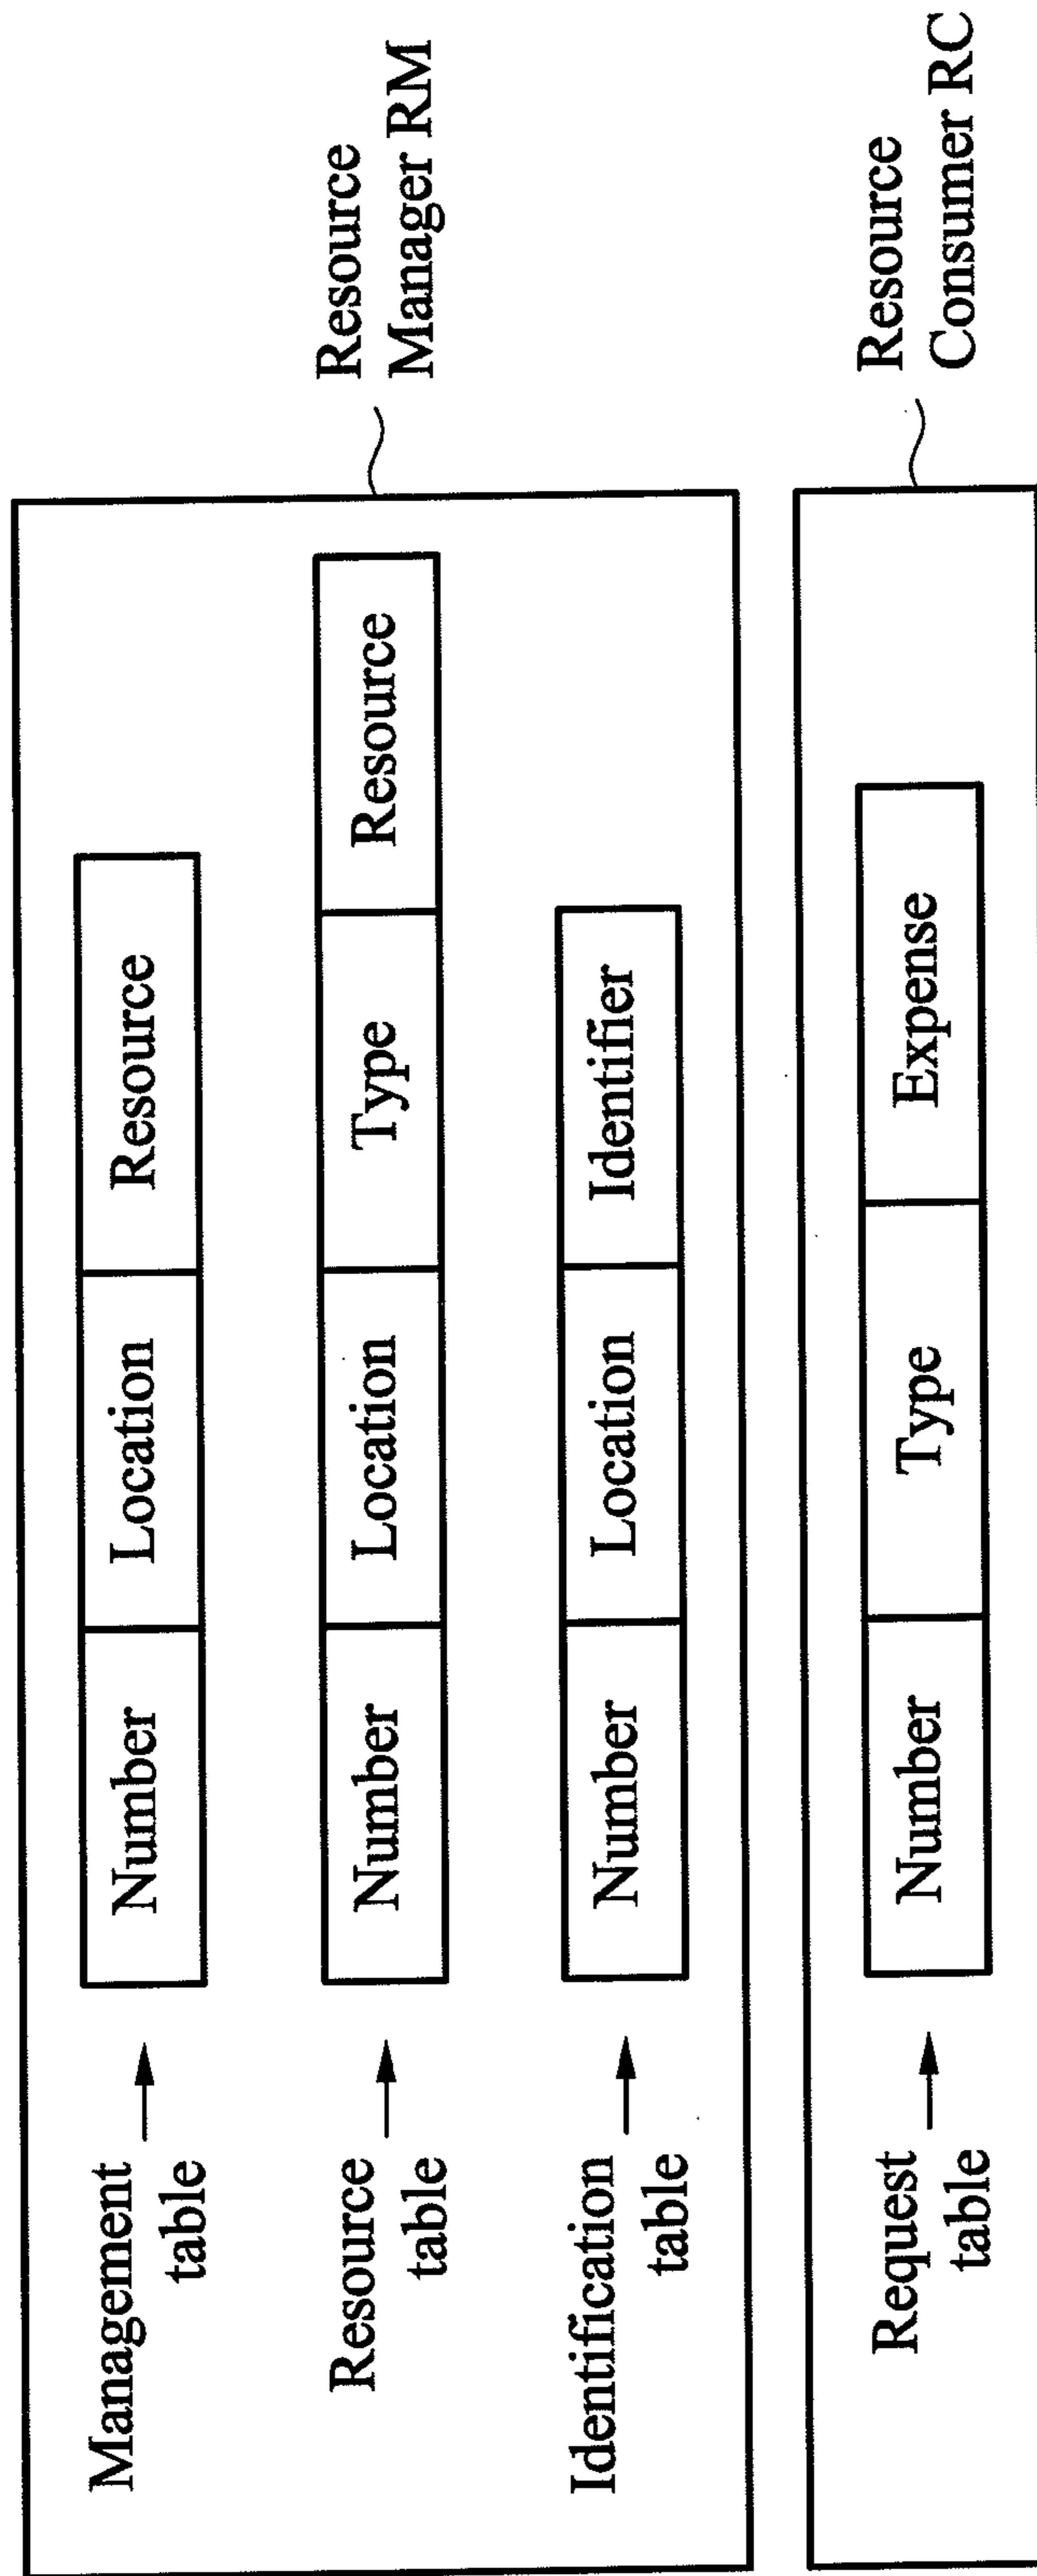 Management
table
Number
Location
Resource
Resource
table
Number
Location
Type
Resource
Identification
table
Number
Location
Identifier
Resource
Manager RM
Request
table
Number
Type
Expense
Resource
Consumer RC